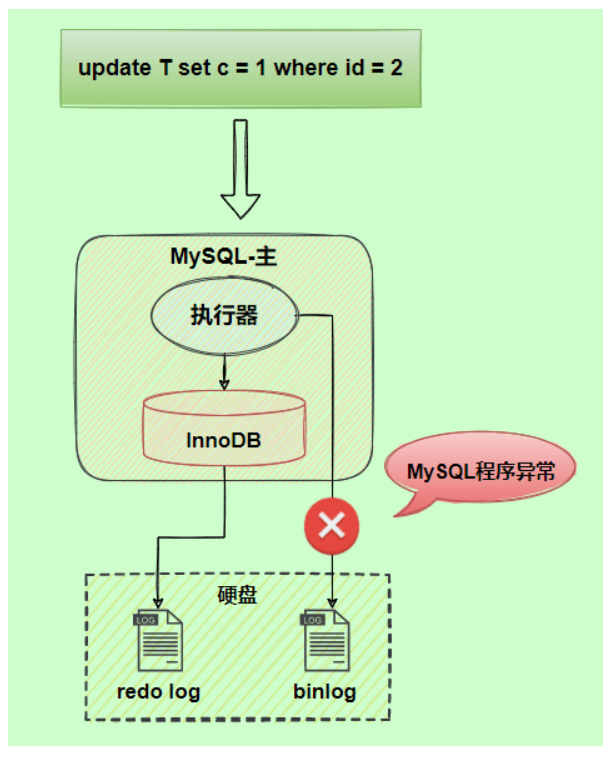 update T set c = 1 where id = 2
MySQL-主
执行器
InnoDB
MySQL程序异常
硬盘
LOG
LOG
redo log
binlog